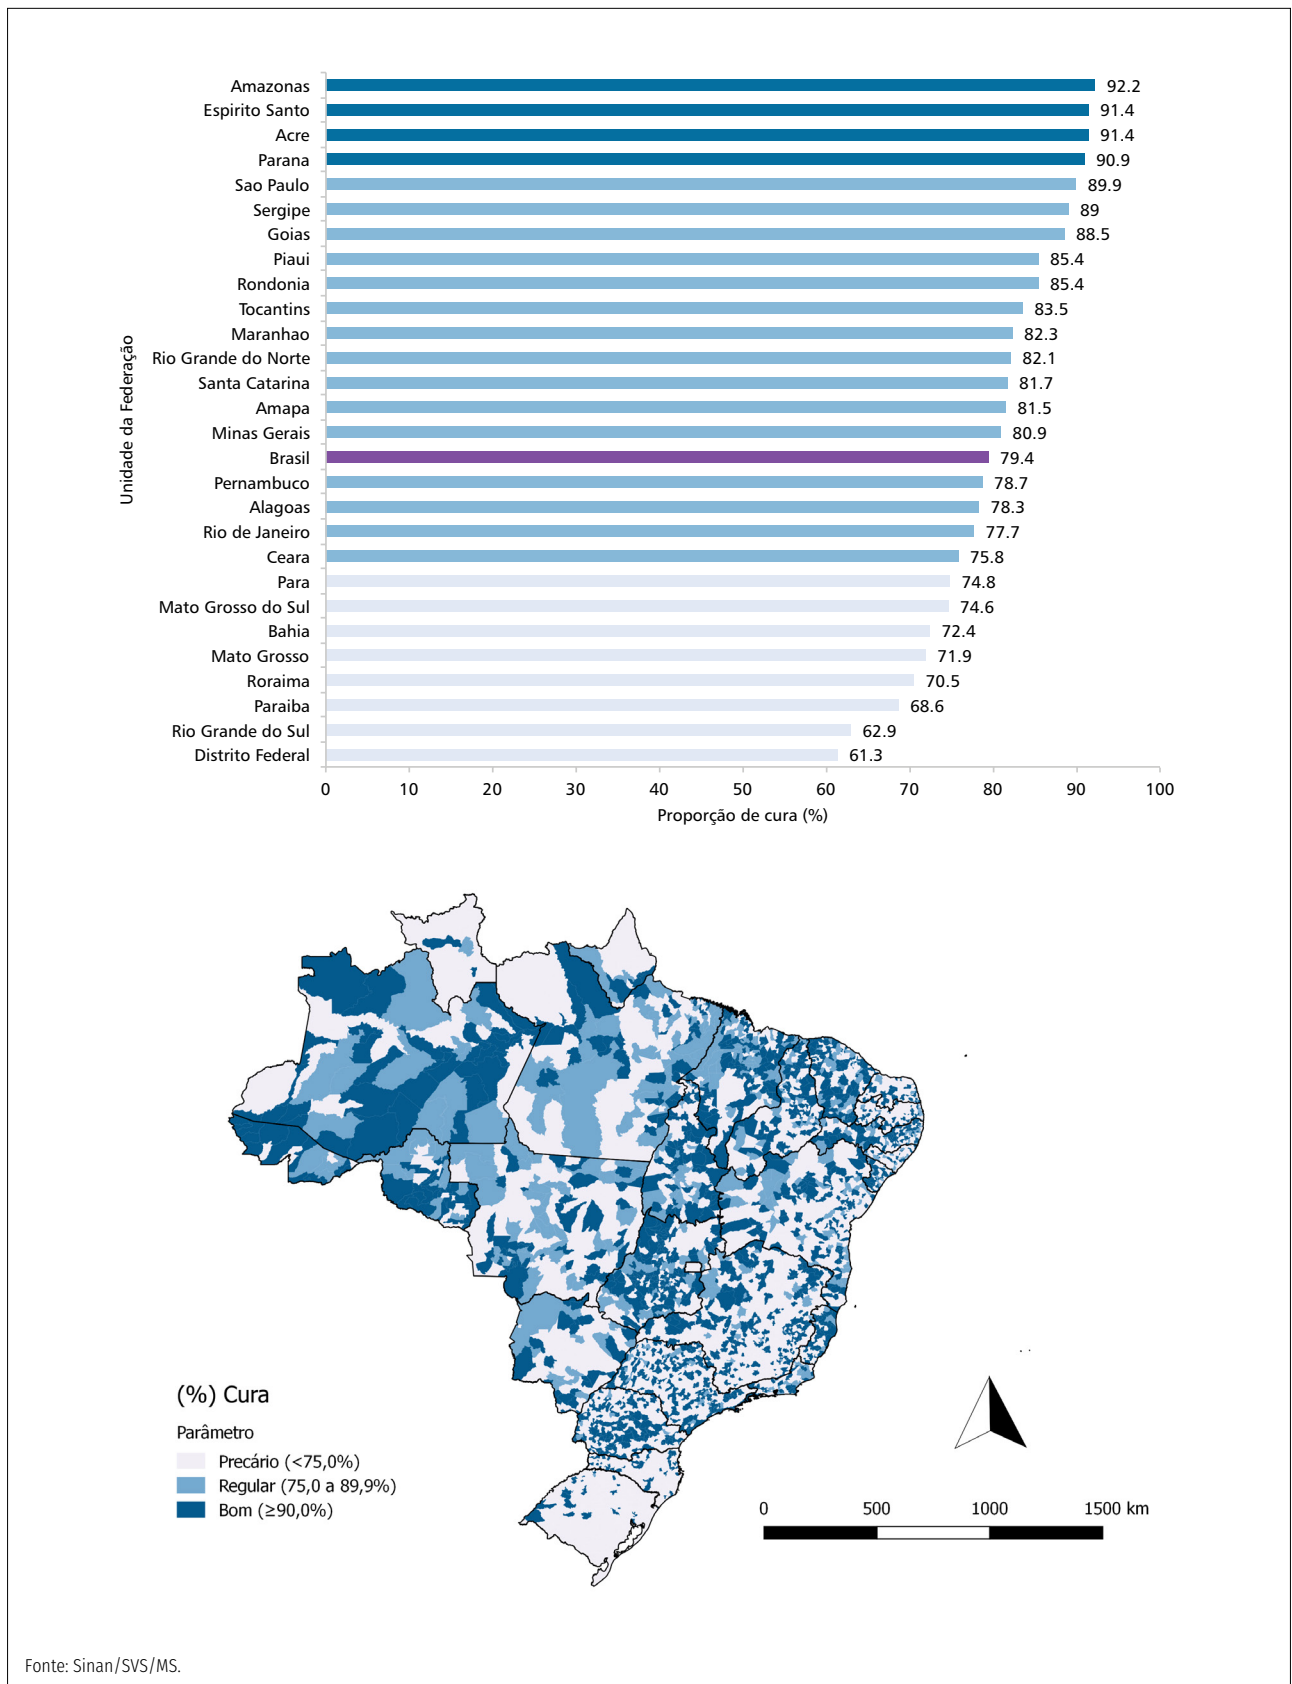 Unidade da Federação
Amazonas 92.2
Espirito Santo 91.4
Acre 91.4
Parana 90.9
Sao Paulo 89.9
Sergipe 89
Goias 88.5
Piaui 85.4
Rondonia 85.4
Tocantins 83.5
Maranhao 82.3
Rio Grande do Norte 82.1
Santa Catarina 81.7
Amapa 81.5
Minas Gerais 80.9
Brasil 79.4
Pernambuco 78.7
Alagoas 78.3
Rio de Janeiro 77.7
Ceara 75.8
Para 74.8
Mato Grosso do Sul 74.6
Bahia 72.4
Mato Grosso 71.9
Roraima 70.5
Paraiba 68.6
Rio Grande do Sul 62.9
Distrito Federal 61.3
0 10 20 30 40 50 60 70 80 90 100
Proporção de cura (%)
(%) Cura
Parâmetro
Precário (<75,0%)
Regular (75,0 a 89,9%)
Bom (≥90,0%)
0 500 1000 1500 km
Fonte: Sinan/SVS/MS.